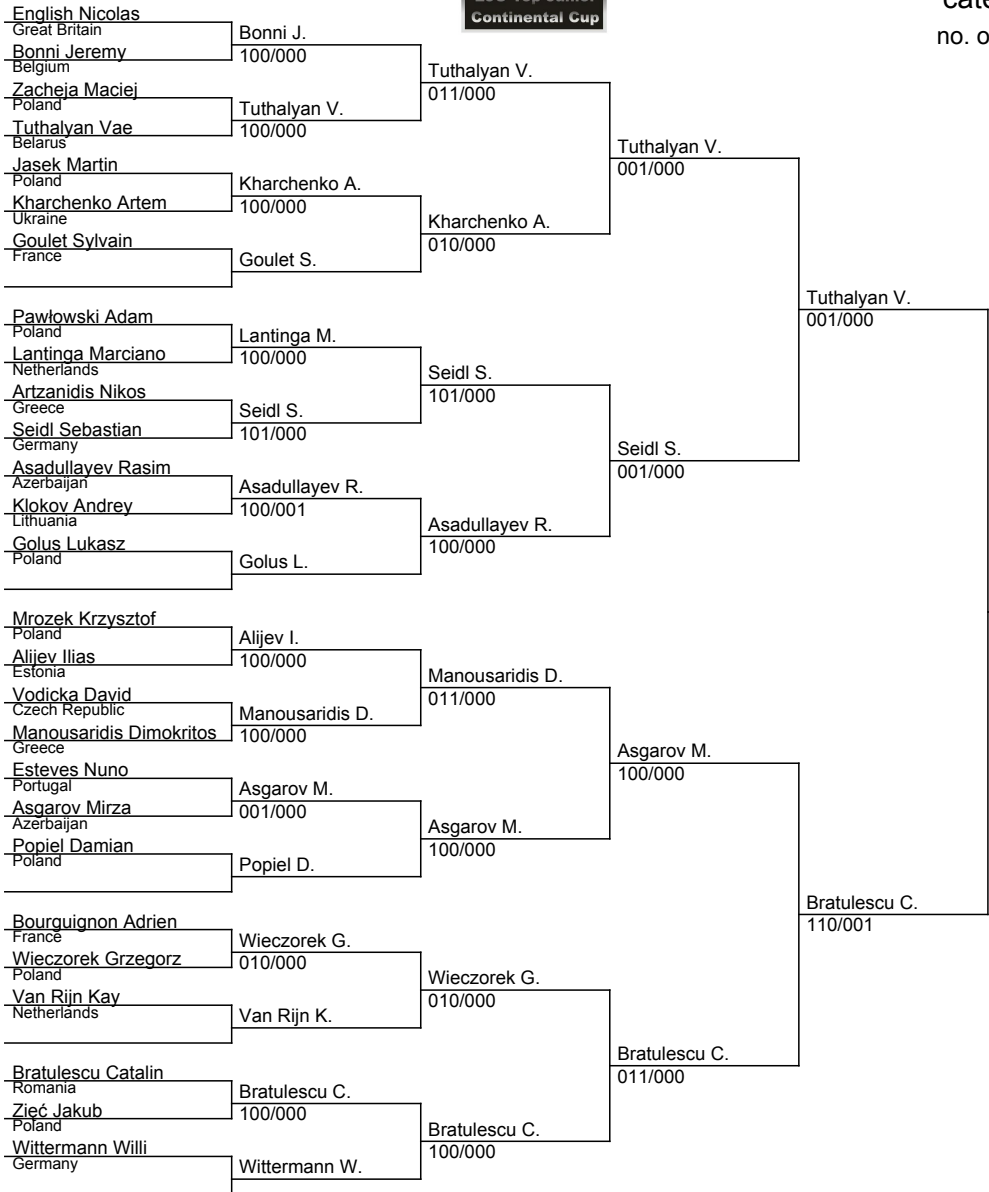 Continental Cup
cate
no. o
English Nicolas
Great Britain
Bonni Jeremy
Belgium
Zacheja Maciej
Poland
Tuthalyan Vae
Belarus
Jasek Martin
Poland
Kharchenko Artem
Ukraine
Goulet Sylvain
France
Pawłowski Adam
Poland
Lantinga Marciano
Netherlands
Artzanidis Nikos
Greece
Seidl Sebastian
Germany
Asadullayev Rasim
Azerbaijan
Klokov Andrey
Lithuania
Golus Lukasz
Poland
Mrozek Krzysztof
Poland
Alijev Ilias
Estonia
Vodicka David
Czech Republic
Manousaridis Dimokritos
Greece
Esteves Nuno
Portugal
Asgarov Mirza
Azerbaijan
Popiel Damian
Poland
Bourguignon Adrien
France
Wieczorek Grzegorz
Poland
Van Rijn Kay
Netherlands
Bratulescu Catalin
Romania
Zięć Jakub
Poland
Wittermann Willi
Germany
Bonni J.
100/000
Tuthalyan V.
100/000
Kharchenko A.
100/000
Goulet S.
Lantinga M.
100/000
Seidl S.
101/000
Asadullayev R.
100/001
Golus L.
Alijev I.
100/000
Manousaridis D.
100/000
Asgarov M.
001/000
Popiel D.
Wieczorek G.
010/000
Van Rijn K.
Bratulescu C.
100/000
Wittermann W.
Tuthalyan V.
011/000
Kharchenko A.
010/000
Seidl S.
101/000
Asadullayev R.
100/000
Manousaridis D.
011/000
Asgarov M.
100/000
Wieczorek G.
010/000
Bratulescu C.
100/000
Tuthalyan V.
001/000
Seidl S.
001/000
Asgarov M.
100/000
Bratulescu C.
011/000
Tuthalyan V.
001/000
Bratulescu C.
110/001